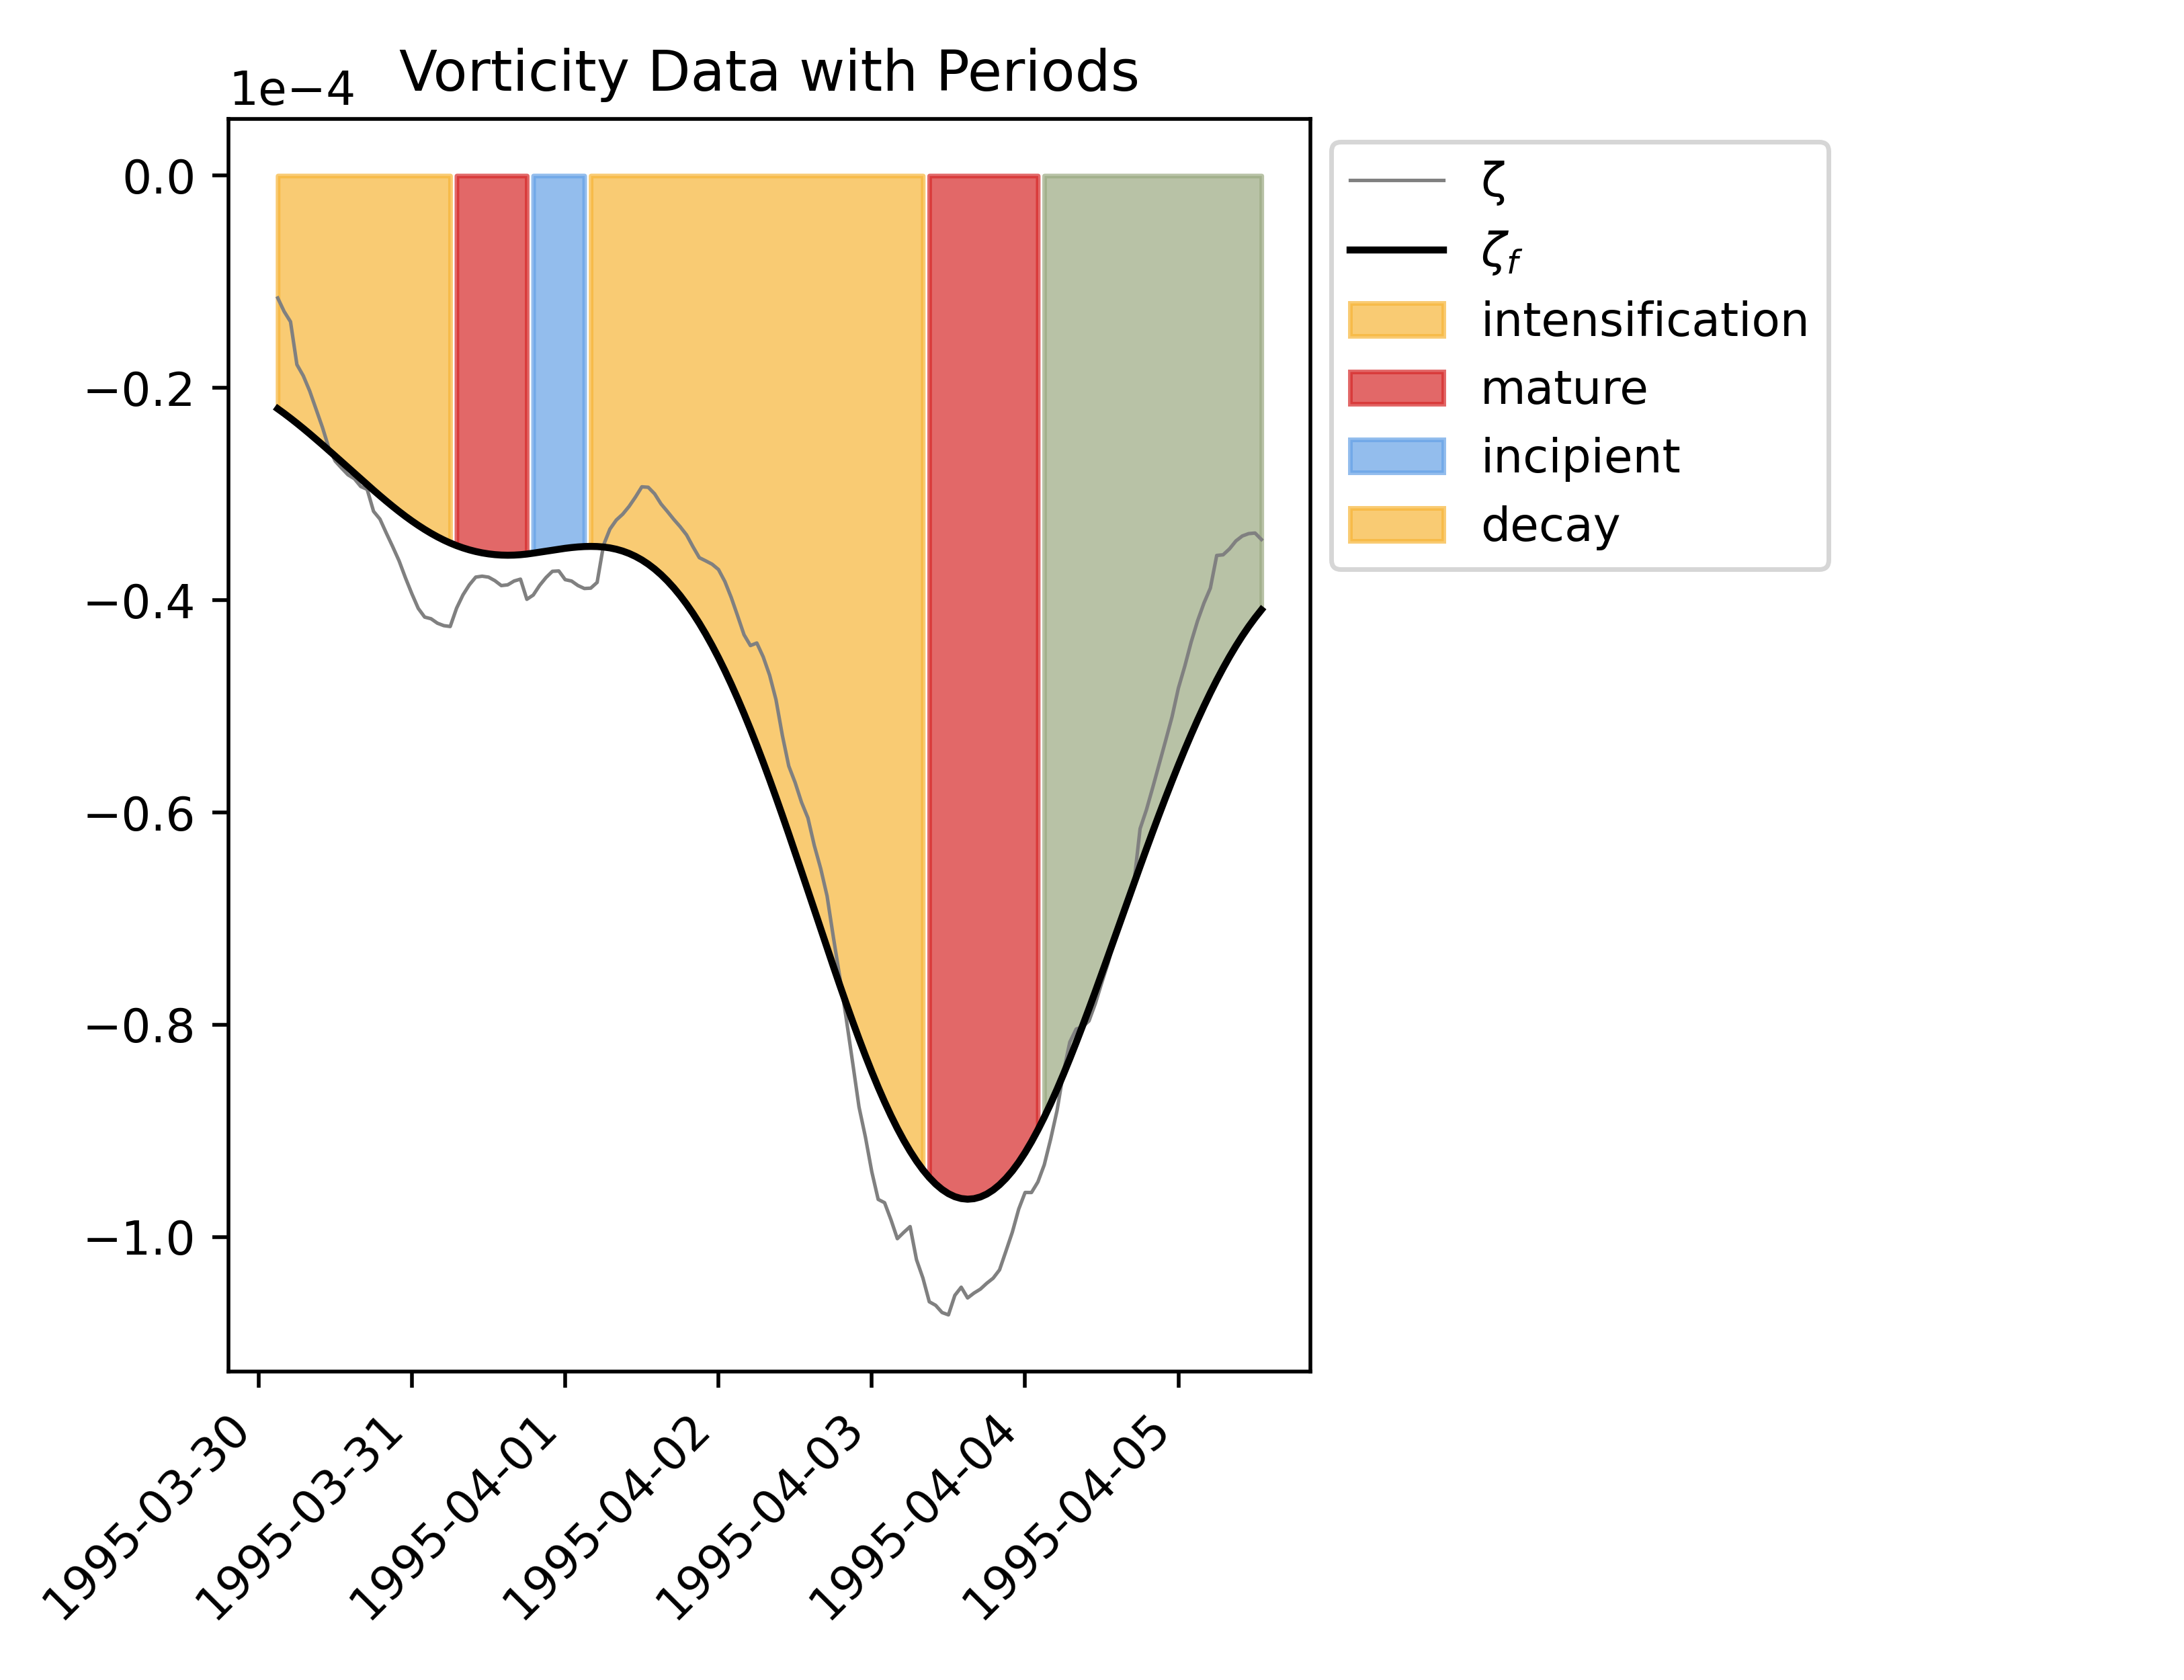 Vorticity Data with Periods
1e−4
0.0
−0.2
−0.4
−0.6
−0.8
−1.0
1995-03-30
1995-03-31
1995-04-01
1995-04-02
1995-04-03
1995-04-04
1995-04-05
ζ
ζf
intensification
mature
incipient
decay